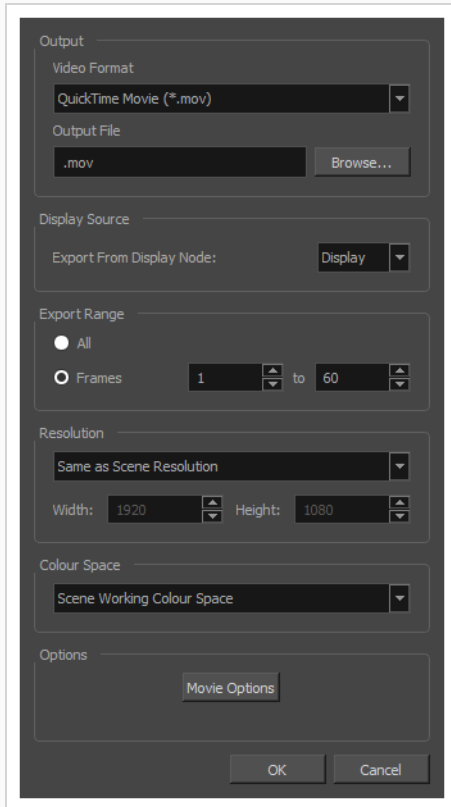 Output
Video Format
QuickTime Movie (*.mov)
Output File
.mov Browse...
Display Source
Export From Display Node: Display
Export Range
All
Frames 1 to 60
Resolution
Same as Scene Resolution
Width: 1920 Height: 1080
Colour Space
Scene Working Colour Space
Options
Movie Options
OK Cancel